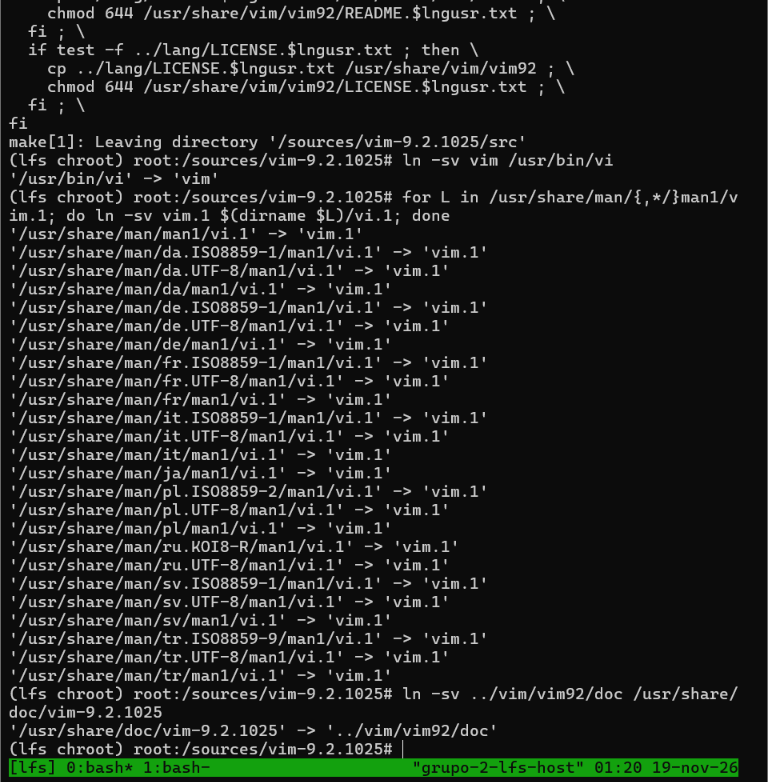 chmod 644 /usr/share/vim/vim92/README.$lngusr.txt ; \
fi ; \
if test -f ../lang/LICENSE.$lngusr.txt ; then \
cp ../lang/LICENSE.$lngusr.txt /usr/share/vim/vim92 ; \
chmod 644 /usr/share/vim/vim92/LICENSE.$lngusr.txt ; \
fi ; \
fi
make[1]: Leaving directory '/sources/vim-9.2.1025/src'
(lfs chroot) root:/sources/vim-9.2.1025# ln -sv vim /usr/bin/vi
'/usr/bin/vi' -> 'vim'
(lfs chroot) root:/sources/vim-9.2.1025# for L in /usr/share/man/{,*/}man1/v
im.1; do ln -sv vim.1 $(dirname $L)/vi.1; done
'/usr/share/man/man1/vi.1' -> 'vim.1'
'/usr/share/man/da.ISO8859-1/man1/vi.1' -> 'vim.1'
'/usr/share/man/da.UTF-8/man1/vi.1' -> 'vim.1'
'/usr/share/man/da/man1/vi.1' -> 'vim.1'
'/usr/share/man/de.ISO8859-1/man1/vi.1' -> 'vim.1'
'/usr/share/man/de.UTF-8/man1/vi.1' -> 'vim.1'
'/usr/share/man/de/man1/vi.1' -> 'vim.1'
'/usr/share/man/fr.ISO8859-1/man1/vi.1' -> 'vim.1'
'/usr/share/man/fr.UTF-8/man1/vi.1' -> 'vim.1'
'/usr/share/man/fr/man1/vi.1' -> 'vim.1'
'/usr/share/man/it.ISO8859-1/man1/vi.1' -> 'vim.1'
'/usr/share/man/it.UTF-8/man1/vi.1' -> 'vim.1'
'/usr/share/man/it/man1/vi.1' -> 'vim.1'
'/usr/share/man/ja/man1/vi.1' -> 'vim.1'
'/usr/share/man/pl.ISO8859-2/man1/vi.1' -> 'vim.1'
'/usr/share/man/pl.UTF-8/man1/vi.1' -> 'vim.1'
'/usr/share/man/pl/man1/vi.1' -> 'vim.1'
'/usr/share/man/ru.KOI8-R/man1/vi.1' -> 'vim.1'
'/usr/share/man/ru.UTF-8/man1/vi.1' -> 'vim.1'
'/usr/share/man/sv.ISO8859-1/man1/vi.1' -> 'vim.1'
'/usr/share/man/sv.UTF-8/man1/vi.1' -> 'vim.1'
'/usr/share/man/sv/man1/vi.1' -> 'vim.1'
'/usr/share/man/tr.ISO8859-9/man1/vi.1' -> 'vim.1'
'/usr/share/man/tr.UTF-8/man1/vi.1' -> 'vim.1'
'/usr/share/man/tr/man1/vi.1' -> 'vim.1'
(lfs chroot) root:/sources/vim-9.2.1025# ln -sv ../vim/vim92/doc /usr/share/
doc/vim-9.2.1025
'/usr/share/doc/vim-9.2.1025' -> '../vim/vim92/doc'
(lfs chroot) root:/sources/vim-9.2.1025#
[lfs] 0:bash* 1:bash- "grupo-2-lfs-host" 01:20 19-nov-26